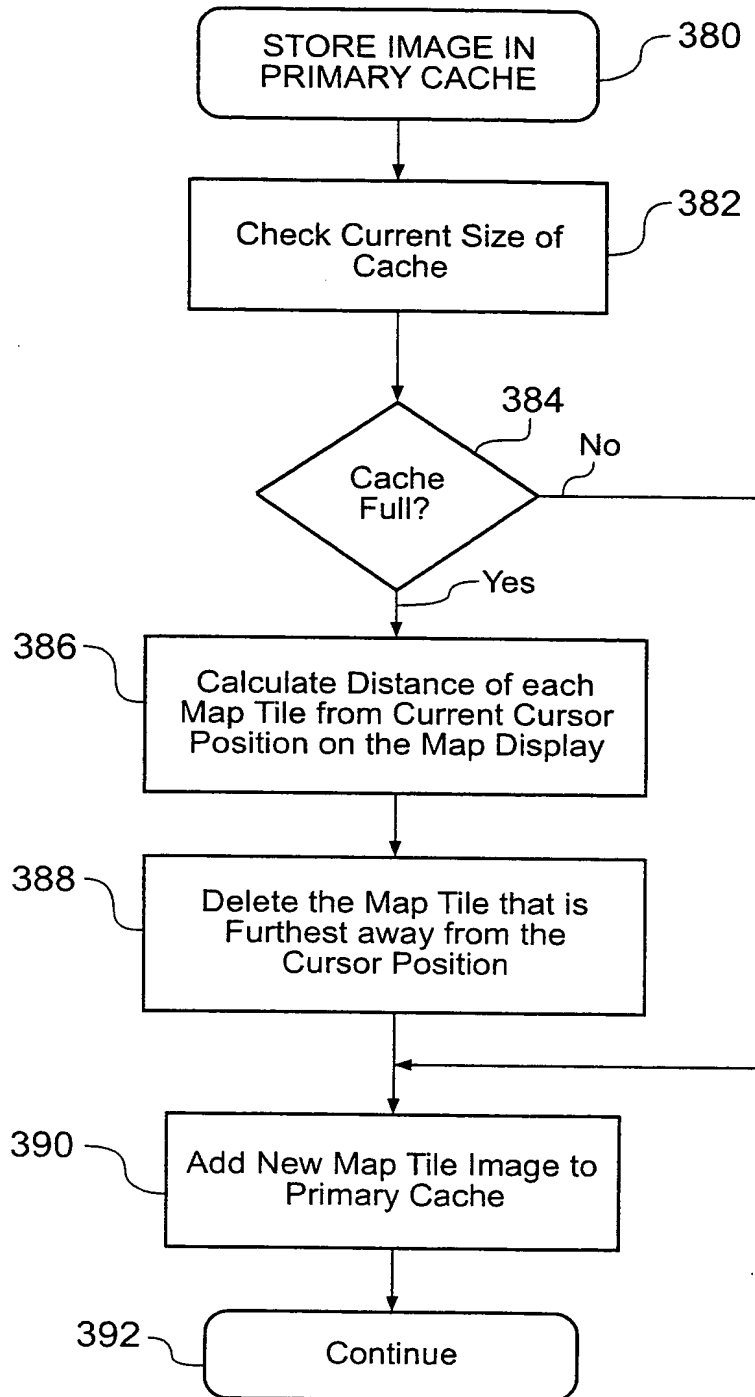 STORE IMAGE IN
PRIMARY CACHE
380
Check Current Size of
Cache
382
384
Cache
Full?
No
Yes
386
Calculate Distance of each
Map Tile from Current Cursor
Position on the Map Display
388
Delete the Map Tile that is
Furthest away from the
Cursor Position
390
Add New Map Tile Image to
Primary Cache
392
Continue